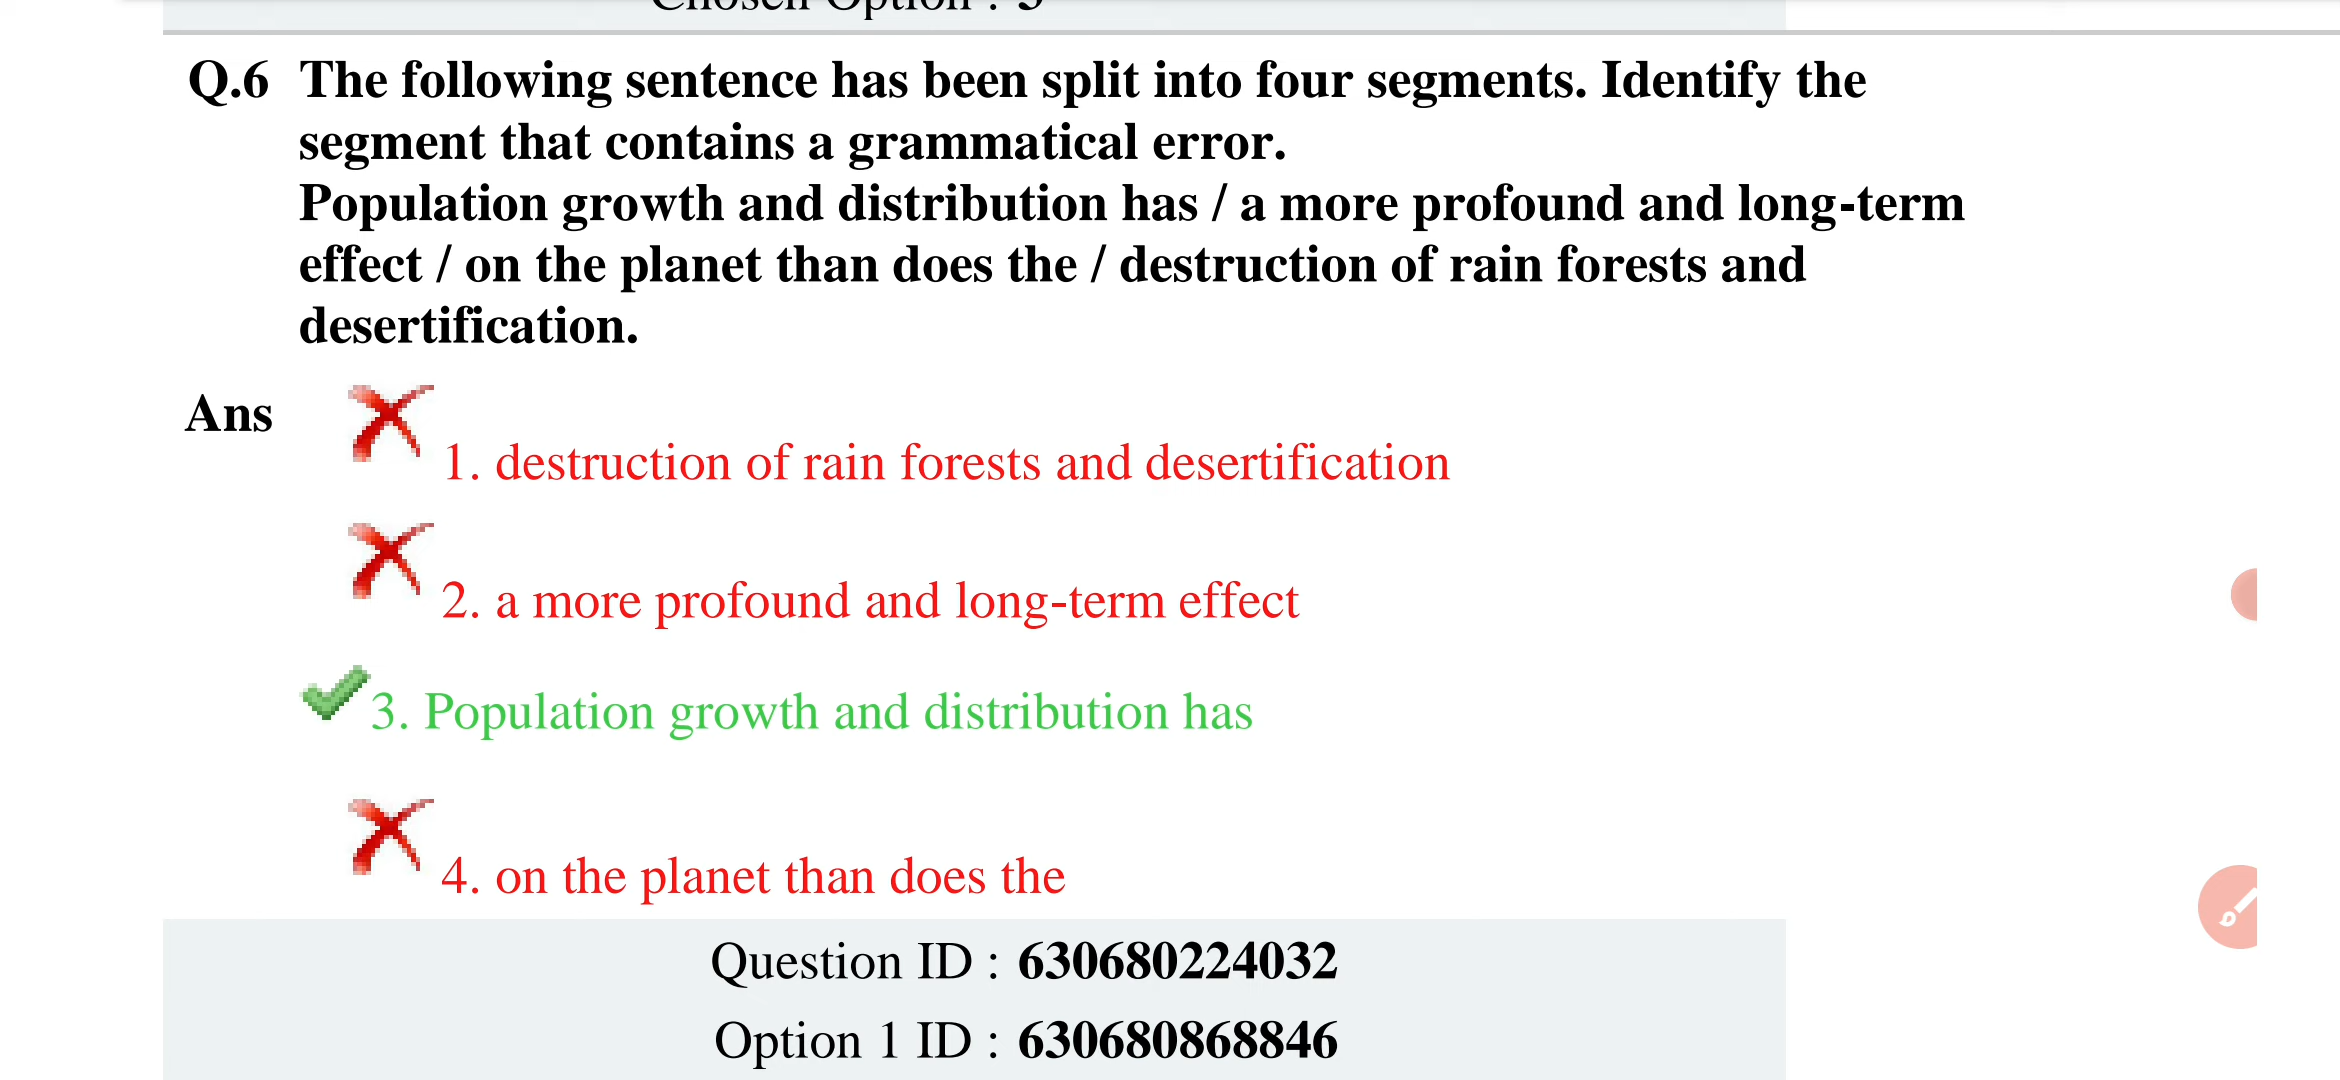 Chosen Option : 3
Q.6 The following sentence has been split into four segments. Identify the
segment that contains a grammatical error.
Population growth and distribution has / a more profound and long-term
effect / on the planet than does the / destruction of rain forests and
desertification.
Ans
1. destruction of rain forests and desertification
2. a more profound and long-term effect
3. Population growth and distribution has
4. on the planet than does the
Question ID : 630680224032
Option 1 ID : 630680868846